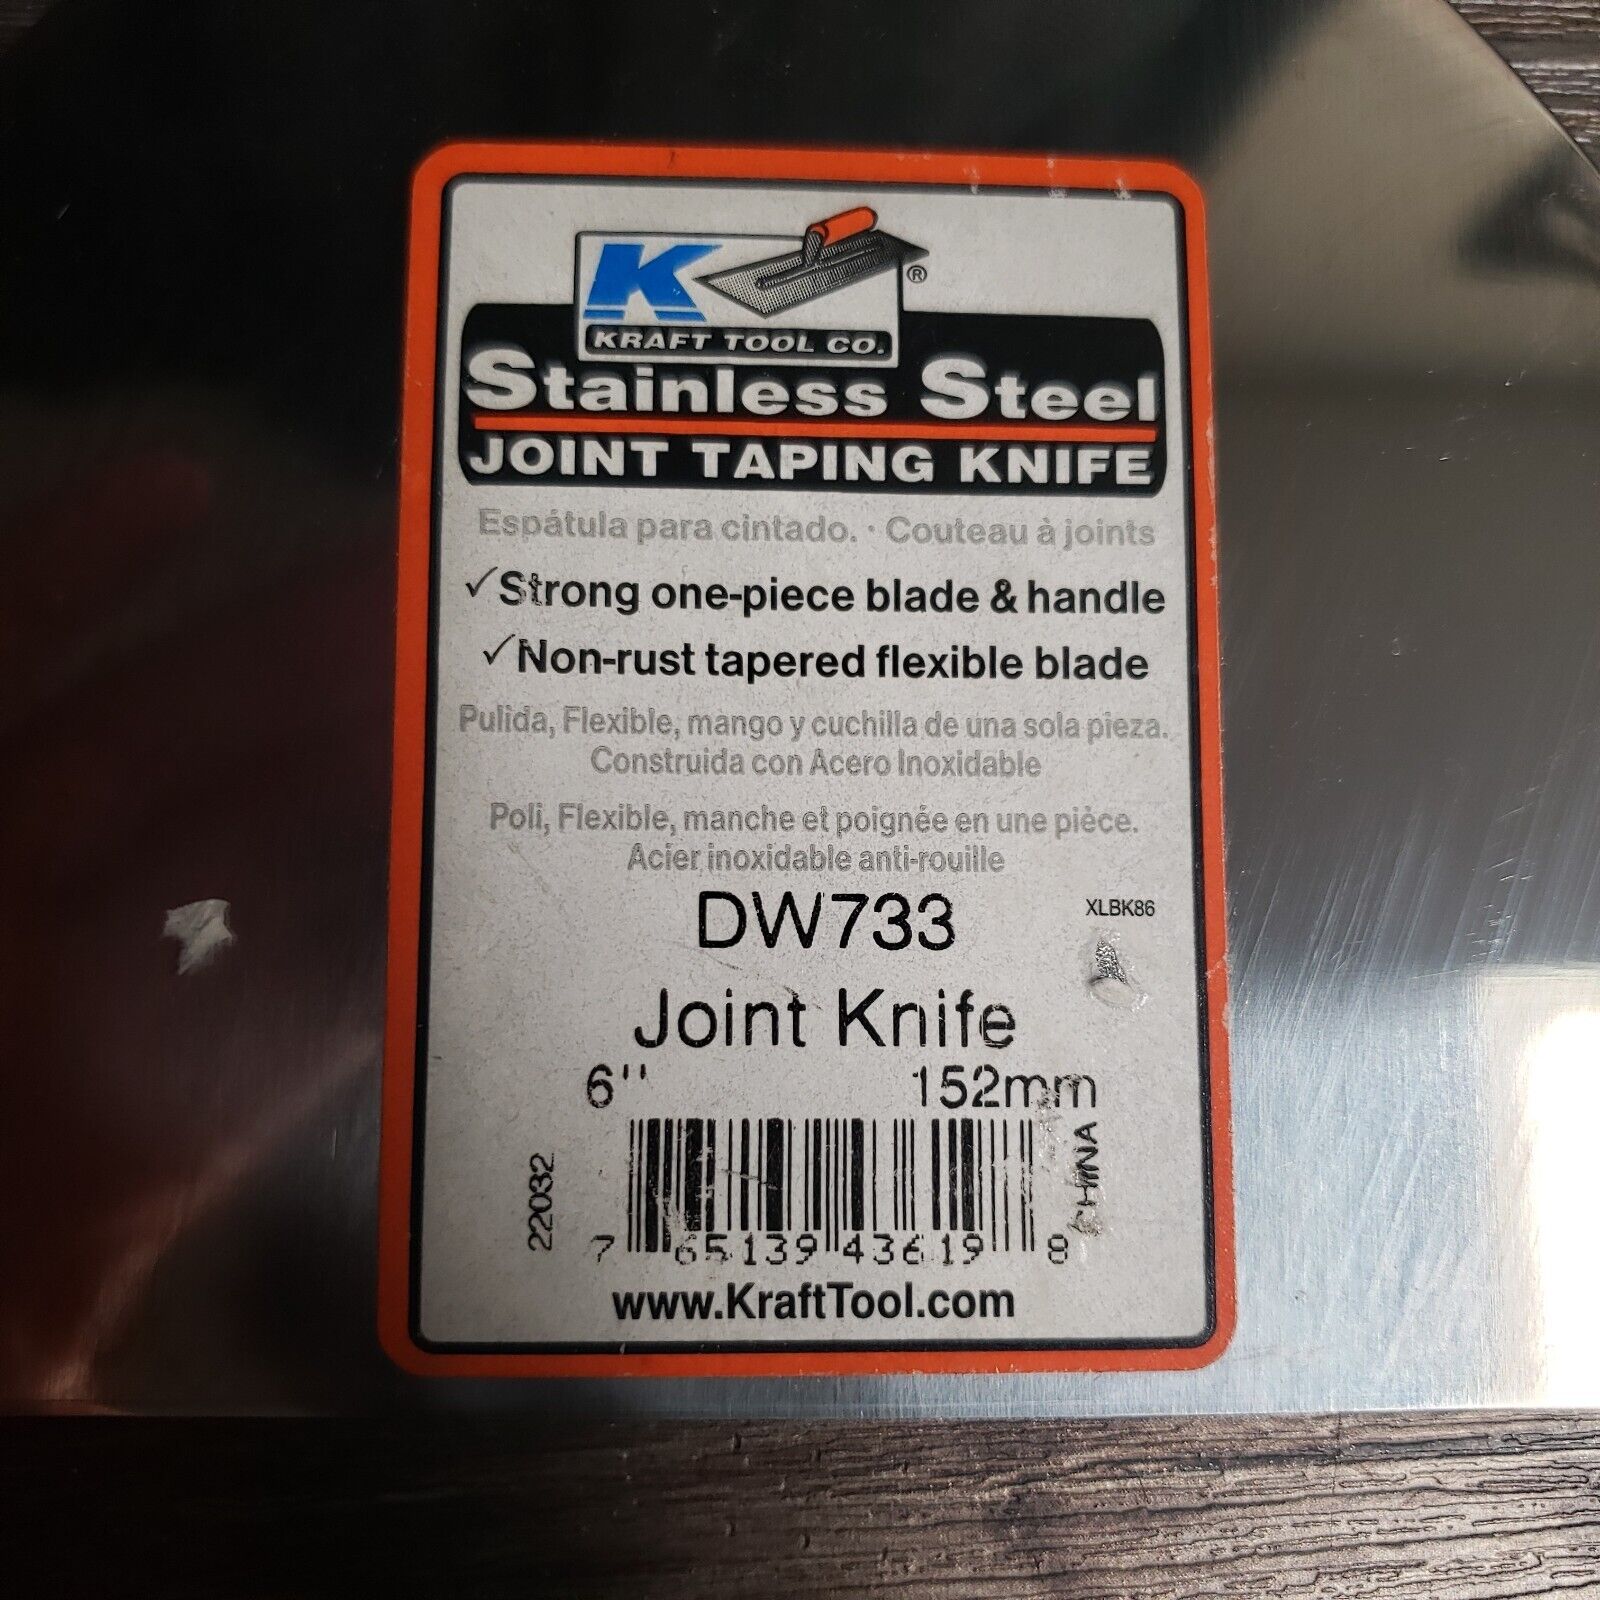 K
®
KRAFT TOOL CO.
Stainless Steel
JOINT TAPING KNIFE
Espátula para cintado. · Couteau à joints
✓Strong one-piece blade & handle
✓Non-rust tapered flexible blade
Pulida, Flexible, mango y cuchilla de una sola pieza.
Construida con Acero Inoxidable
Poli, Flexible, manche et poignée en une pièce.
Acier inoxidable anti-rouille
DW733
XLBK86
Joint Knife
6'' 152mm
22032
CHINA
7 65139 43619 8
www.KraftTool.com